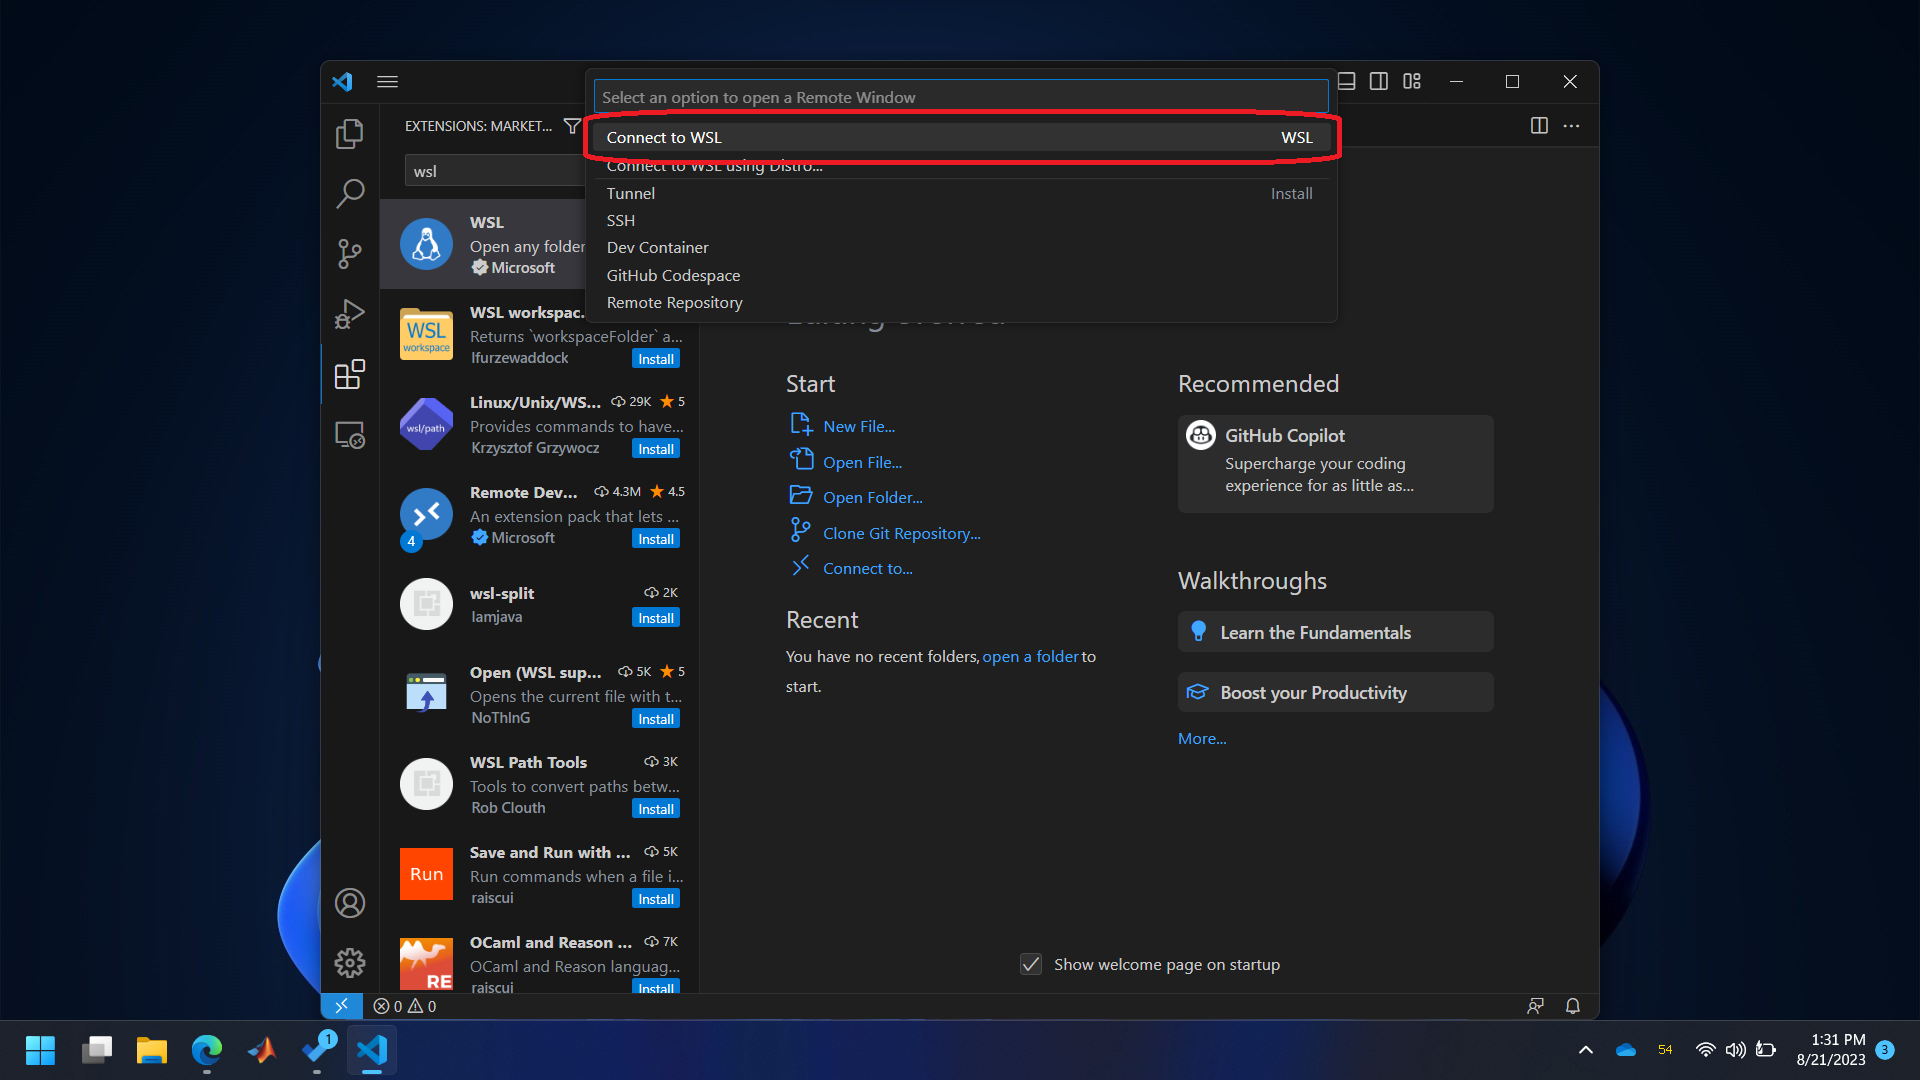 Select an option to open a Remote Window
Connect to WSL WSL
Connect to WSL using Distro...
Tunnel Install
SSH
Dev Container
GitHub Codespace
Remote Repository
EXTENSIONS: MARKET...
wsl
WSL
Open any folder
Microsoft
WSL workspac...
WSL
workspace
Returns `workspaceFolder` a...
lfurzewaddock Install
Linux/Unix/WS... 29K 5
wsl/path
Provides commands to have...
Krzysztof Grzywocz Install
Remote Dev... 4.3M 4.5
An extension pack that lets ...
4 Microsoft Install
wsl-split 2K
Iamjava Install
Open (WSL sup... 5K 5
Opens the current file with t...
NoThInG Install
WSL Path Tools 3K
Tools to convert paths betw...
Rob Clouth Install
Save and Run with ... 5K
Run
Run commands when a file i...
raiscui Install
OCaml and Reason ... 7K
OCaml and Reason languag...
RE
raiscui Install
Start
New File...
Open File...
Open Folder...
Clone Git Repository...
Connect to...
Recent
You have no recent folders, open a folder to
start.
Recommended
GitHub Copilot
Supercharge your coding
experience for as little as...
Walkthroughs
Learn the Fundamentals
Boost your Productivity
More...
Show welcome page on startup
0 0
1
54
1:31 PM
8/21/2023
3